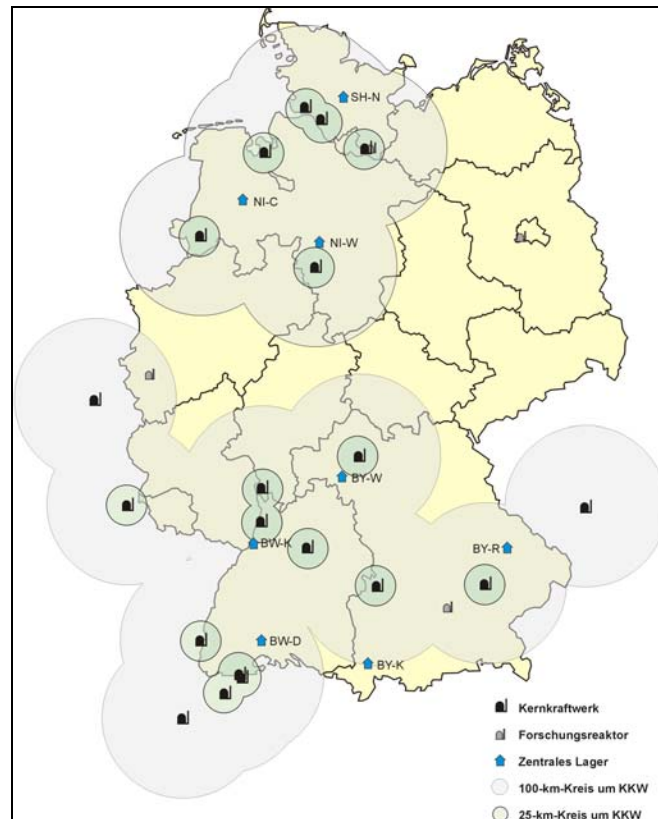 SH-N
NI-C
NI-W
BY-W
BW-K
BY-R
BW-D
BY-K
Kernkraftwerk
Forschungsreaktor
Zentrales Lager
100-km-Kreis um KKW
25-km-Kreis um KKW